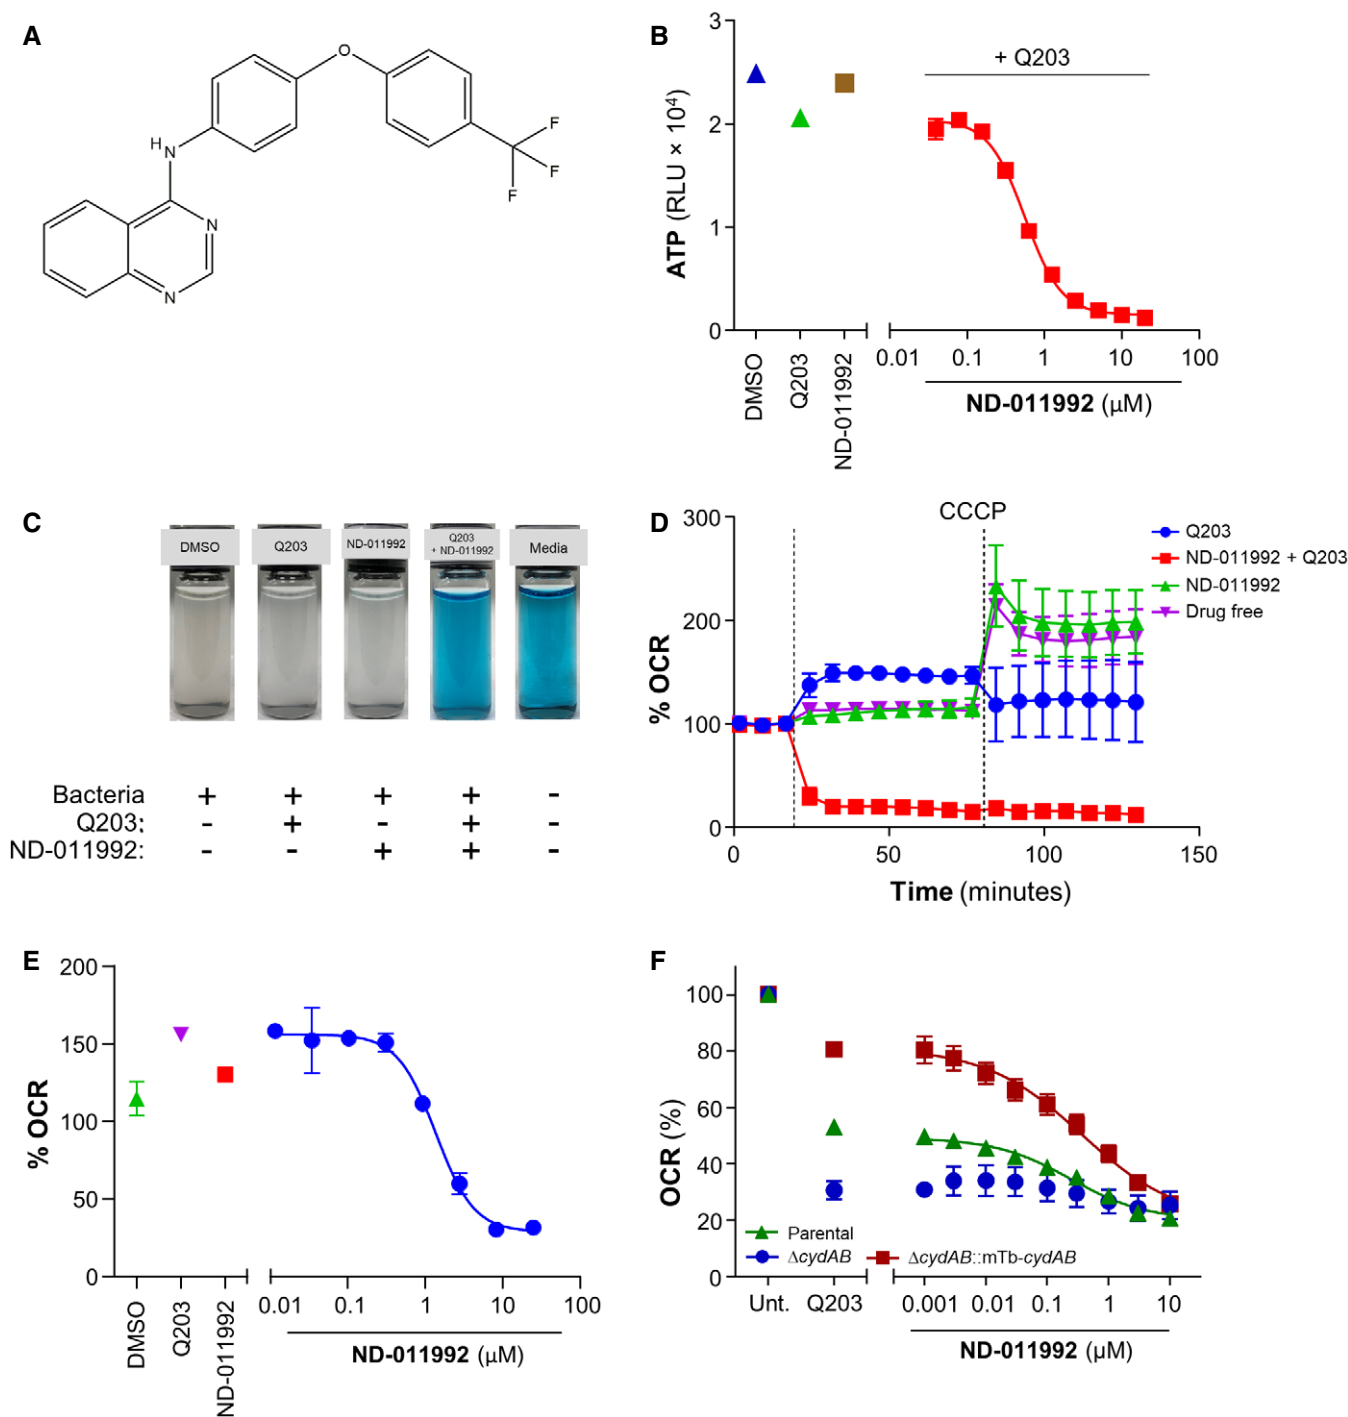 A
O
H
N
N
N
F
F
F
B
+ Q203
3
2
1
0
ATP (RLU × 10⁴)
DMSO
Q203
ND-011992
0.01 0.1 1 10 100
ND-011992 (µM)
C
DMSO
Q203
ND-011992
Q203
+ ND-011992
Media
Bacteria + + + + -
Q203: - + - + -
ND-011992: - - + + -
D
CCCP
300
200
100
0
% OCR
0 50 100 150
Time (minutes)
Q203
ND-011992 + Q203
ND-011992
Drug free
E
200
150
100
50
0
% OCR
DMSO
Q203
ND-011992
0.01 0.1 1 10 100
ND-011992 (µM)
F
100
80
60
40
20
0
OCR (%)
Parental
ΔcydAB
ΔcydAB::mTb-cydAB
Unt. Q203 0.001 0.01 0.1 1 10
ND-011992 (µM)